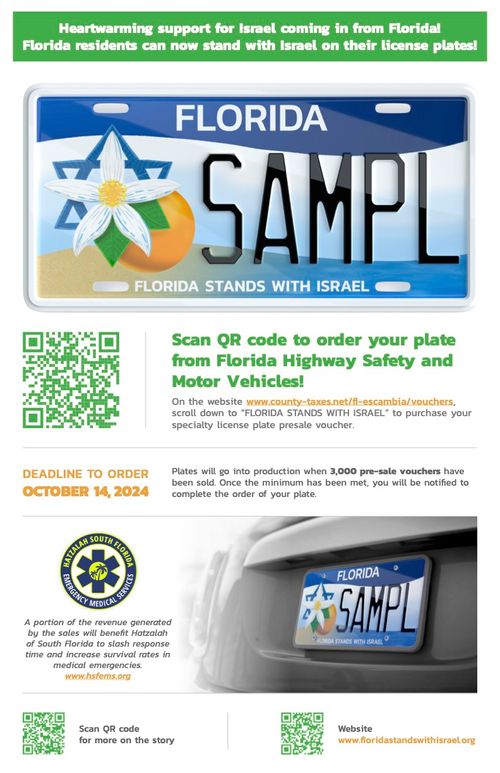 Heartwarming support for Israel coming in from Florida!
Florida residents can now stand with Israel on their license plates!
FLORIDA
SAMPL
FLORIDA STANDS WITH ISRAEL
Scan QR code to order your plate
from Florida Highway Safety and
Motor Vehicles!
On the website www.county-taxes.net/fl-escambia/vouchers,
scroll down to "FLORIDA STANDS WITH ISRAEL" to purchase your
specialty license plate presale voucher.
DEADLINE TO ORDER
OCTOBER 14, 2024
Plates will go into production when 3,000 pre-sale vouchers have
been sold. Once the minimum has been met, you will be notified to
complete the order of your plate.
HATZALAH SOUTH FLORIDA
EMERGENCY MEDICAL SERVICES
A portion of the revenue generated
by the sales will benefit Hatzalah
of South Florida to slash response
time and increase survival rates in
medical emergencies.
www.hsfems.org
FLORIDA
SAMPL
FLORIDA STANDS WITH ISRAEL
Scan QR code
for more on the story
Website
www.floridastandswithisrael.org